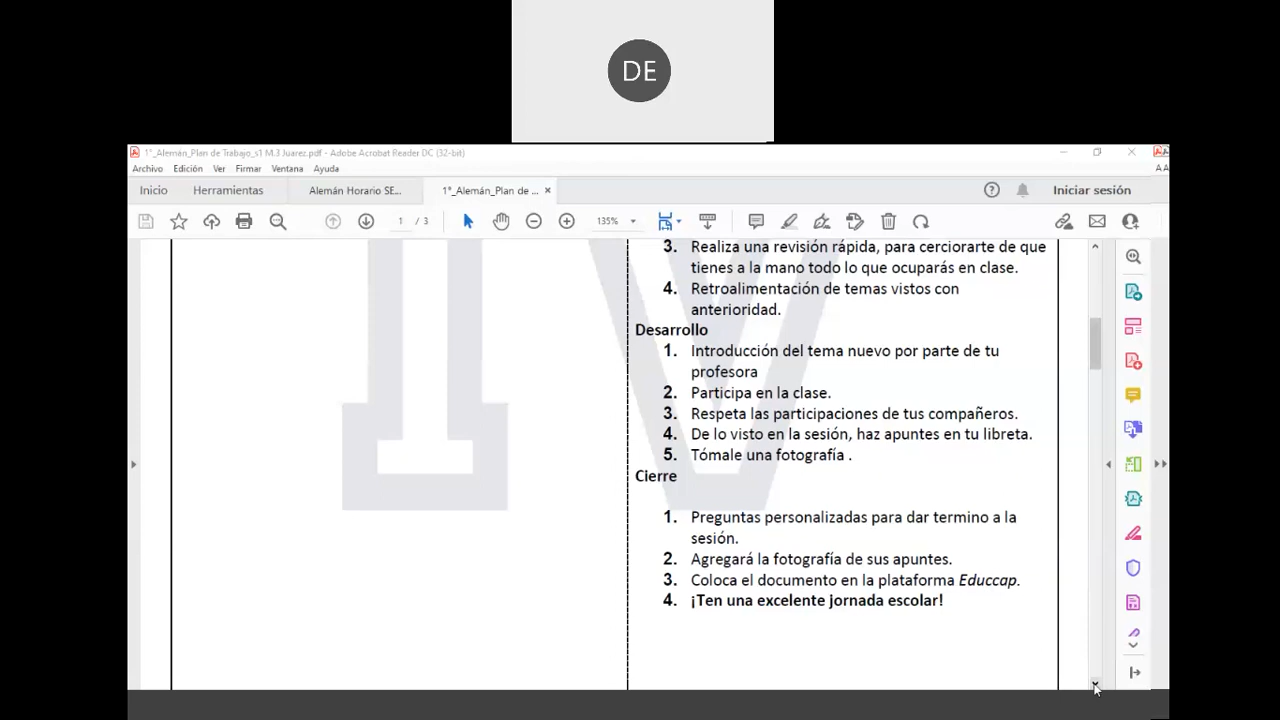 DE
1°_Alemán_Plan de Trabajo_s1 M.3 Juarez.pdf - Adobe Acrobat Reader DC (32-bit)
Archivo Edición Ver Firmar Ventana Ayuda
Inicio Herramientas Alemán Horario SE... 1°_Alemán_Plan de ... × Iniciar sesión
1 / 3 135%
3. Realiza una revisión rápida, para cerciorarte de que
tienes a la mano todo lo que ocuparás en clase.
4. Retroalimentación de temas vistos con
anterioridad.
Desarrollo
1. Introducción del tema nuevo por parte de tu
profesora
2. Participa en la clase.
3. Respeta las participaciones de tus compañeros.
4. De lo visto en la sesión, haz apuntes en tu libreta.
5. Tómale una fotografía .
Cierre
1. Preguntas personalizadas para dar termino a la
sesión.
2. Agregará la fotografía de sus apuntes.
3. Coloca el documento en la plataforma Educcap.
4. ¡Ten una excelente jornada escolar!